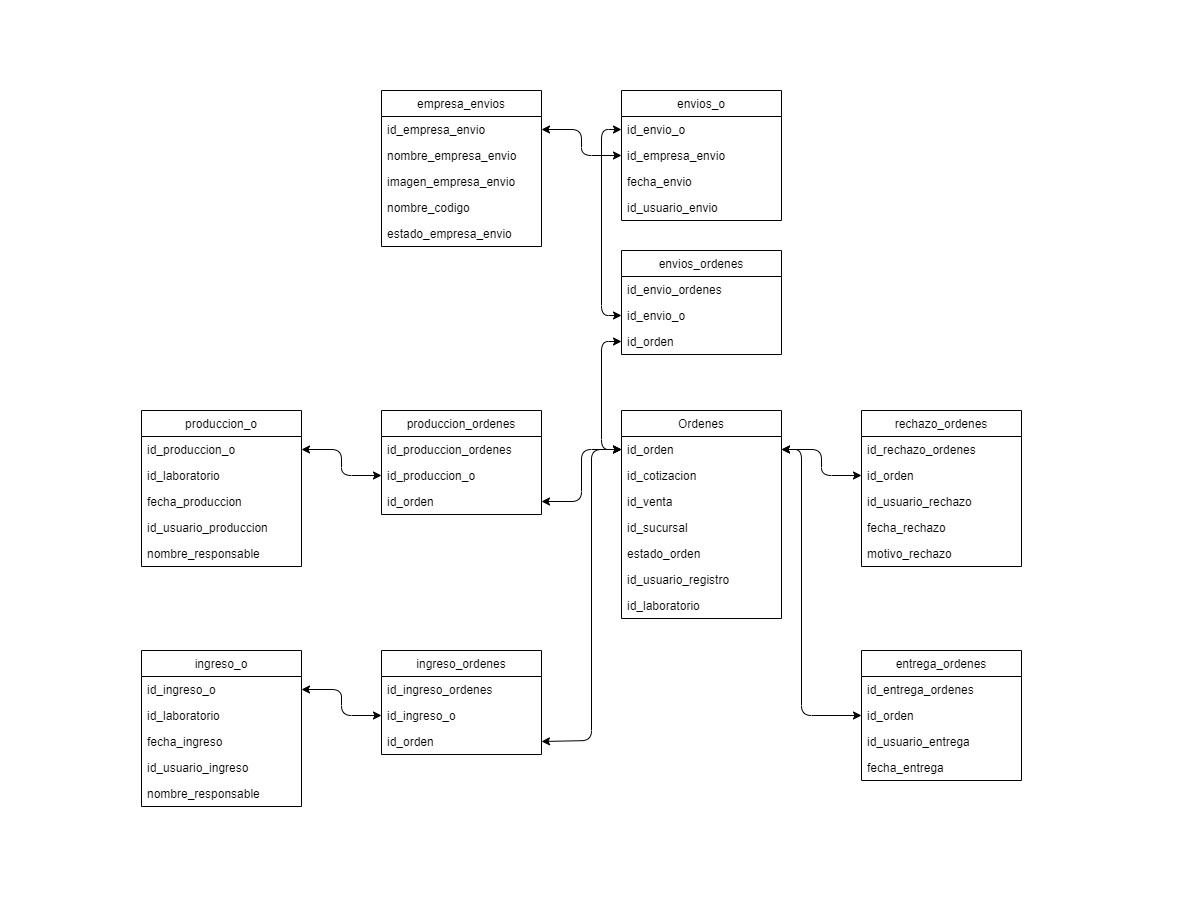 empresa_envios
id_empresa_envio
nombre_empresa_envio
imagen_empresa_envio
nombre_codigo
estado_empresa_envio
envios_o
id_envio_o
id_empresa_envio
fecha_envio
id_usuario_envio
envios_ordenes
id_envio_ordenes
id_envio_o
id_orden
produccion_o
id_produccion_o
id_laboratorio
fecha_produccion
id_usuario_produccion
nombre_responsable
produccion_ordenes
id_produccion_ordenes
id_produccion_o
id_orden
Ordenes
id_orden
id_cotizacion
id_venta
id_sucursal
estado_orden
id_usuario_registro
id_laboratorio
rechazo_ordenes
id_rechazo_ordenes
id_orden
id_usuario_rechazo
fecha_rechazo
motivo_rechazo
ingreso_o
id_ingreso_o
id_laboratorio
fecha_ingreso
id_usuario_ingreso
nombre_responsable
ingreso_ordenes
id_ingreso_ordenes
id_ingreso_o
id_orden
entrega_ordenes
id_entrega_ordenes
id_orden
id_usuario_entrega
fecha_entrega